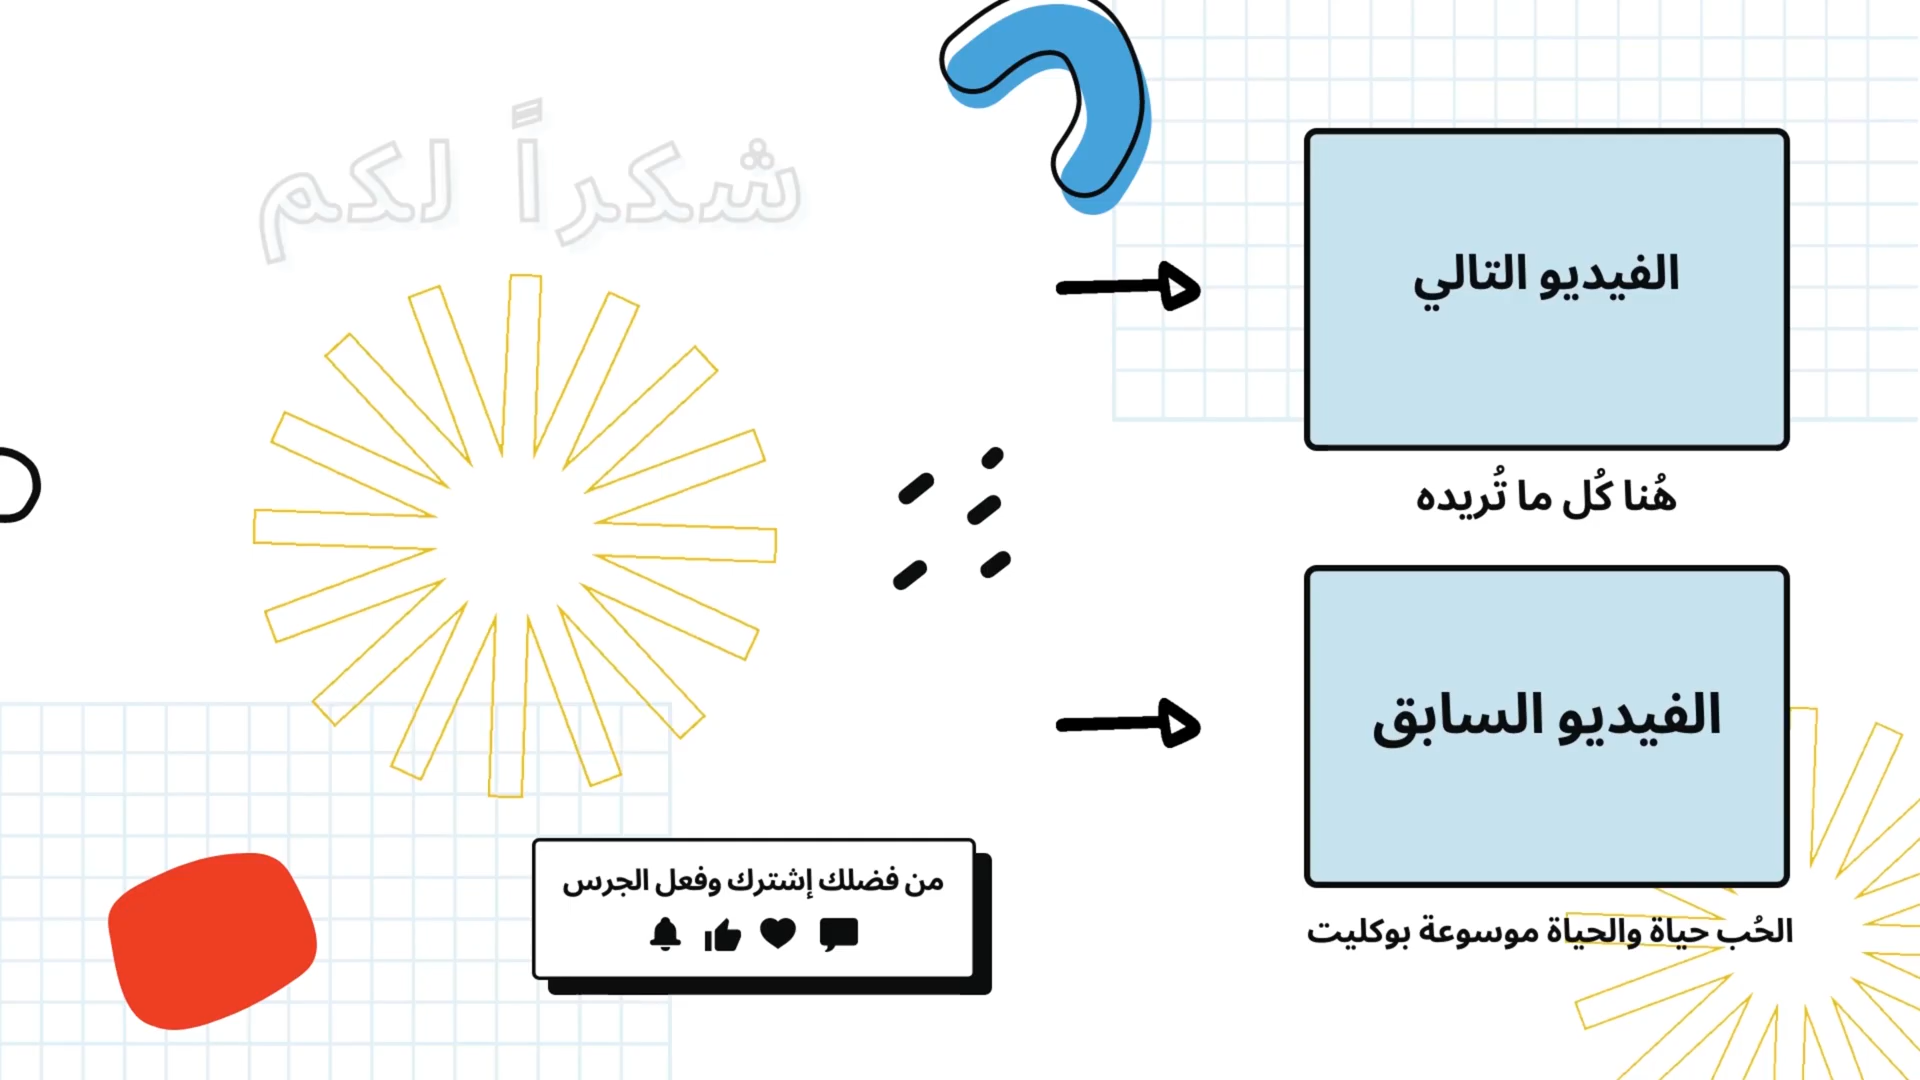 شكراً لكم
الفيديو التالي
هُنا كُل ما تُريده
الفيديو السابق
الحُب حياة والحياة موسوعة بوكليت
من فضلك إشترك وفعل الجرس